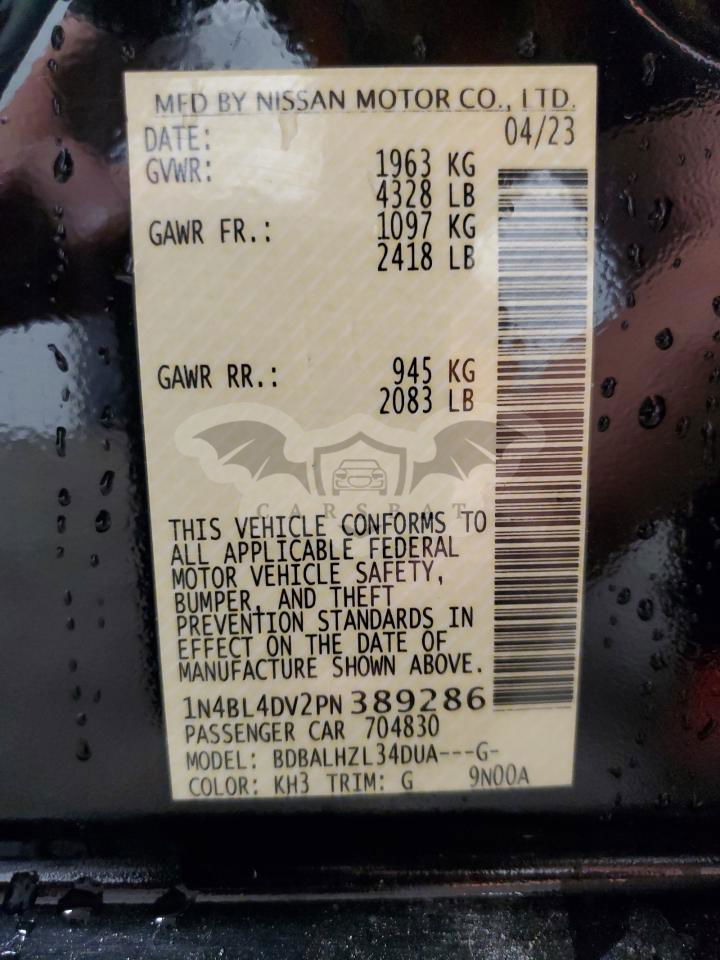 MFD BY NISSAN MOTOR CO., LTD.
DATE: 04/23
GVWR: 1963 KG
4328 LB
GAWR FR.: 1097 KG
2418 LB
GAWR RR.: 945 KG
2083 LB
CARSBAT
THIS VEHICLE CONFORMS TO
ALL APPLICABLE FEDERAL
MOTOR VEHICLE SAFETY,
BUMPER, AND THEFT
PREVENTION STANDARDS IN
EFFECT ON THE DATE OF
MANUFACTURE SHOWN ABOVE.
1N4BL4DV2PN389286
PASSENGER CAR 704830
MODEL: BDBALHZL34DUA---G-
COLOR: KH3 TRIM: G 9N00A